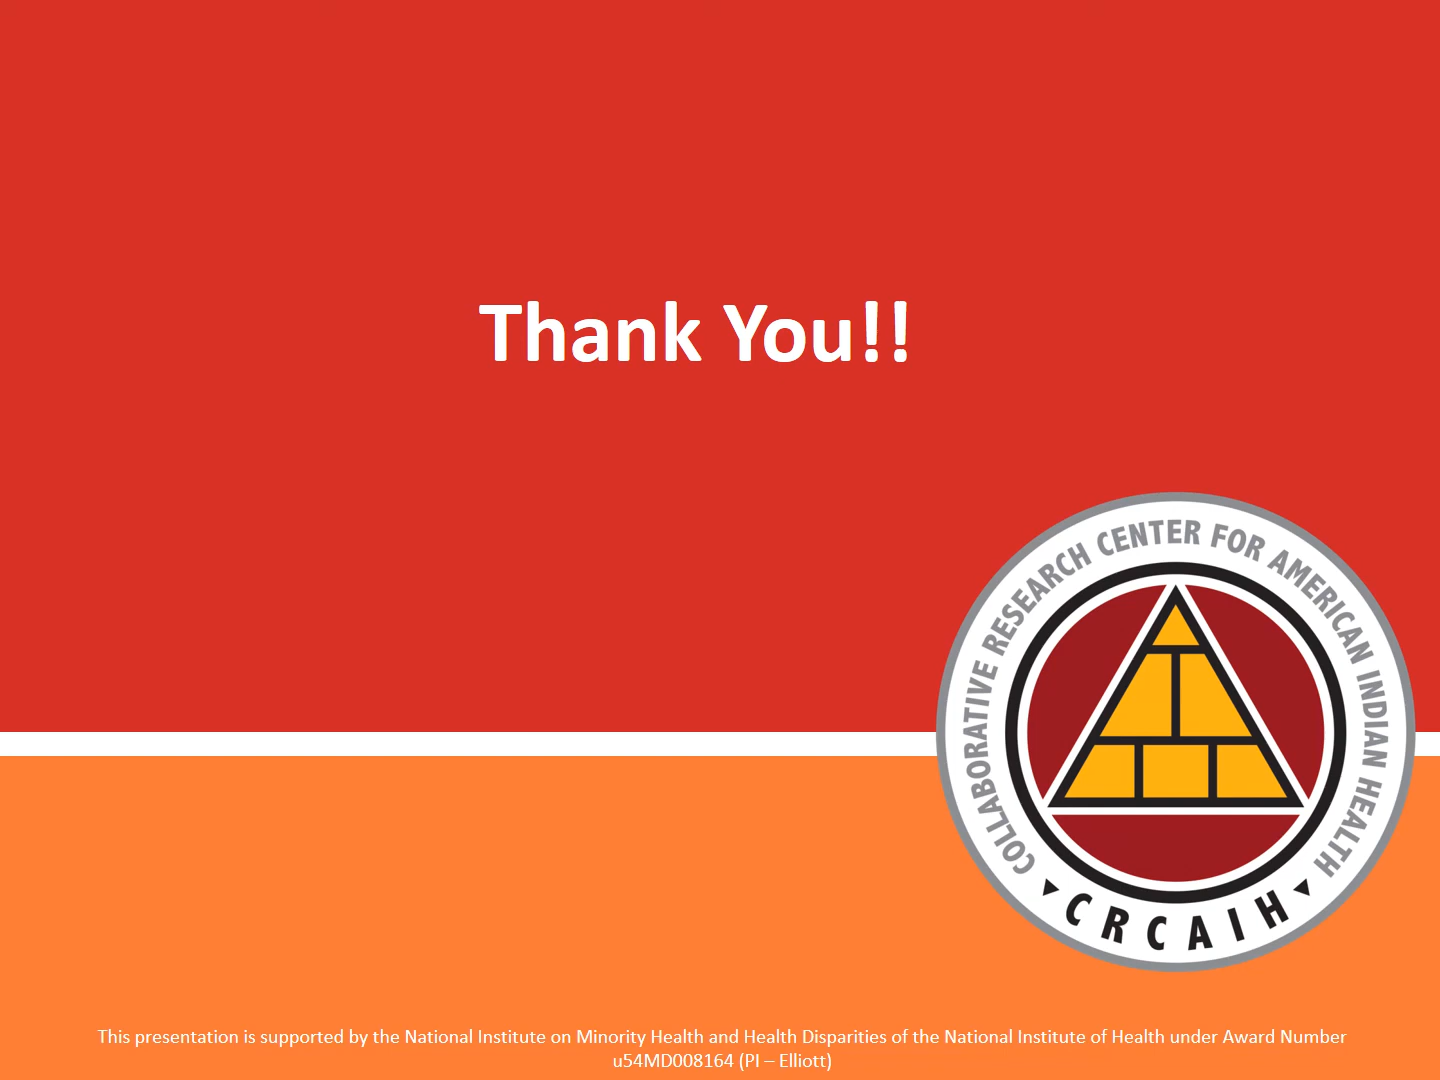 Thank You!!
COLLABORATIVE RESEARCH CENTER FOR AMERICAN INDIAN HEALTH
CRCAIH
This presentation is supported by the National Institute on Minority Health and Health Disparities of the National Institute of Health under Award Number
u54MD008164 (PI – Elliott)